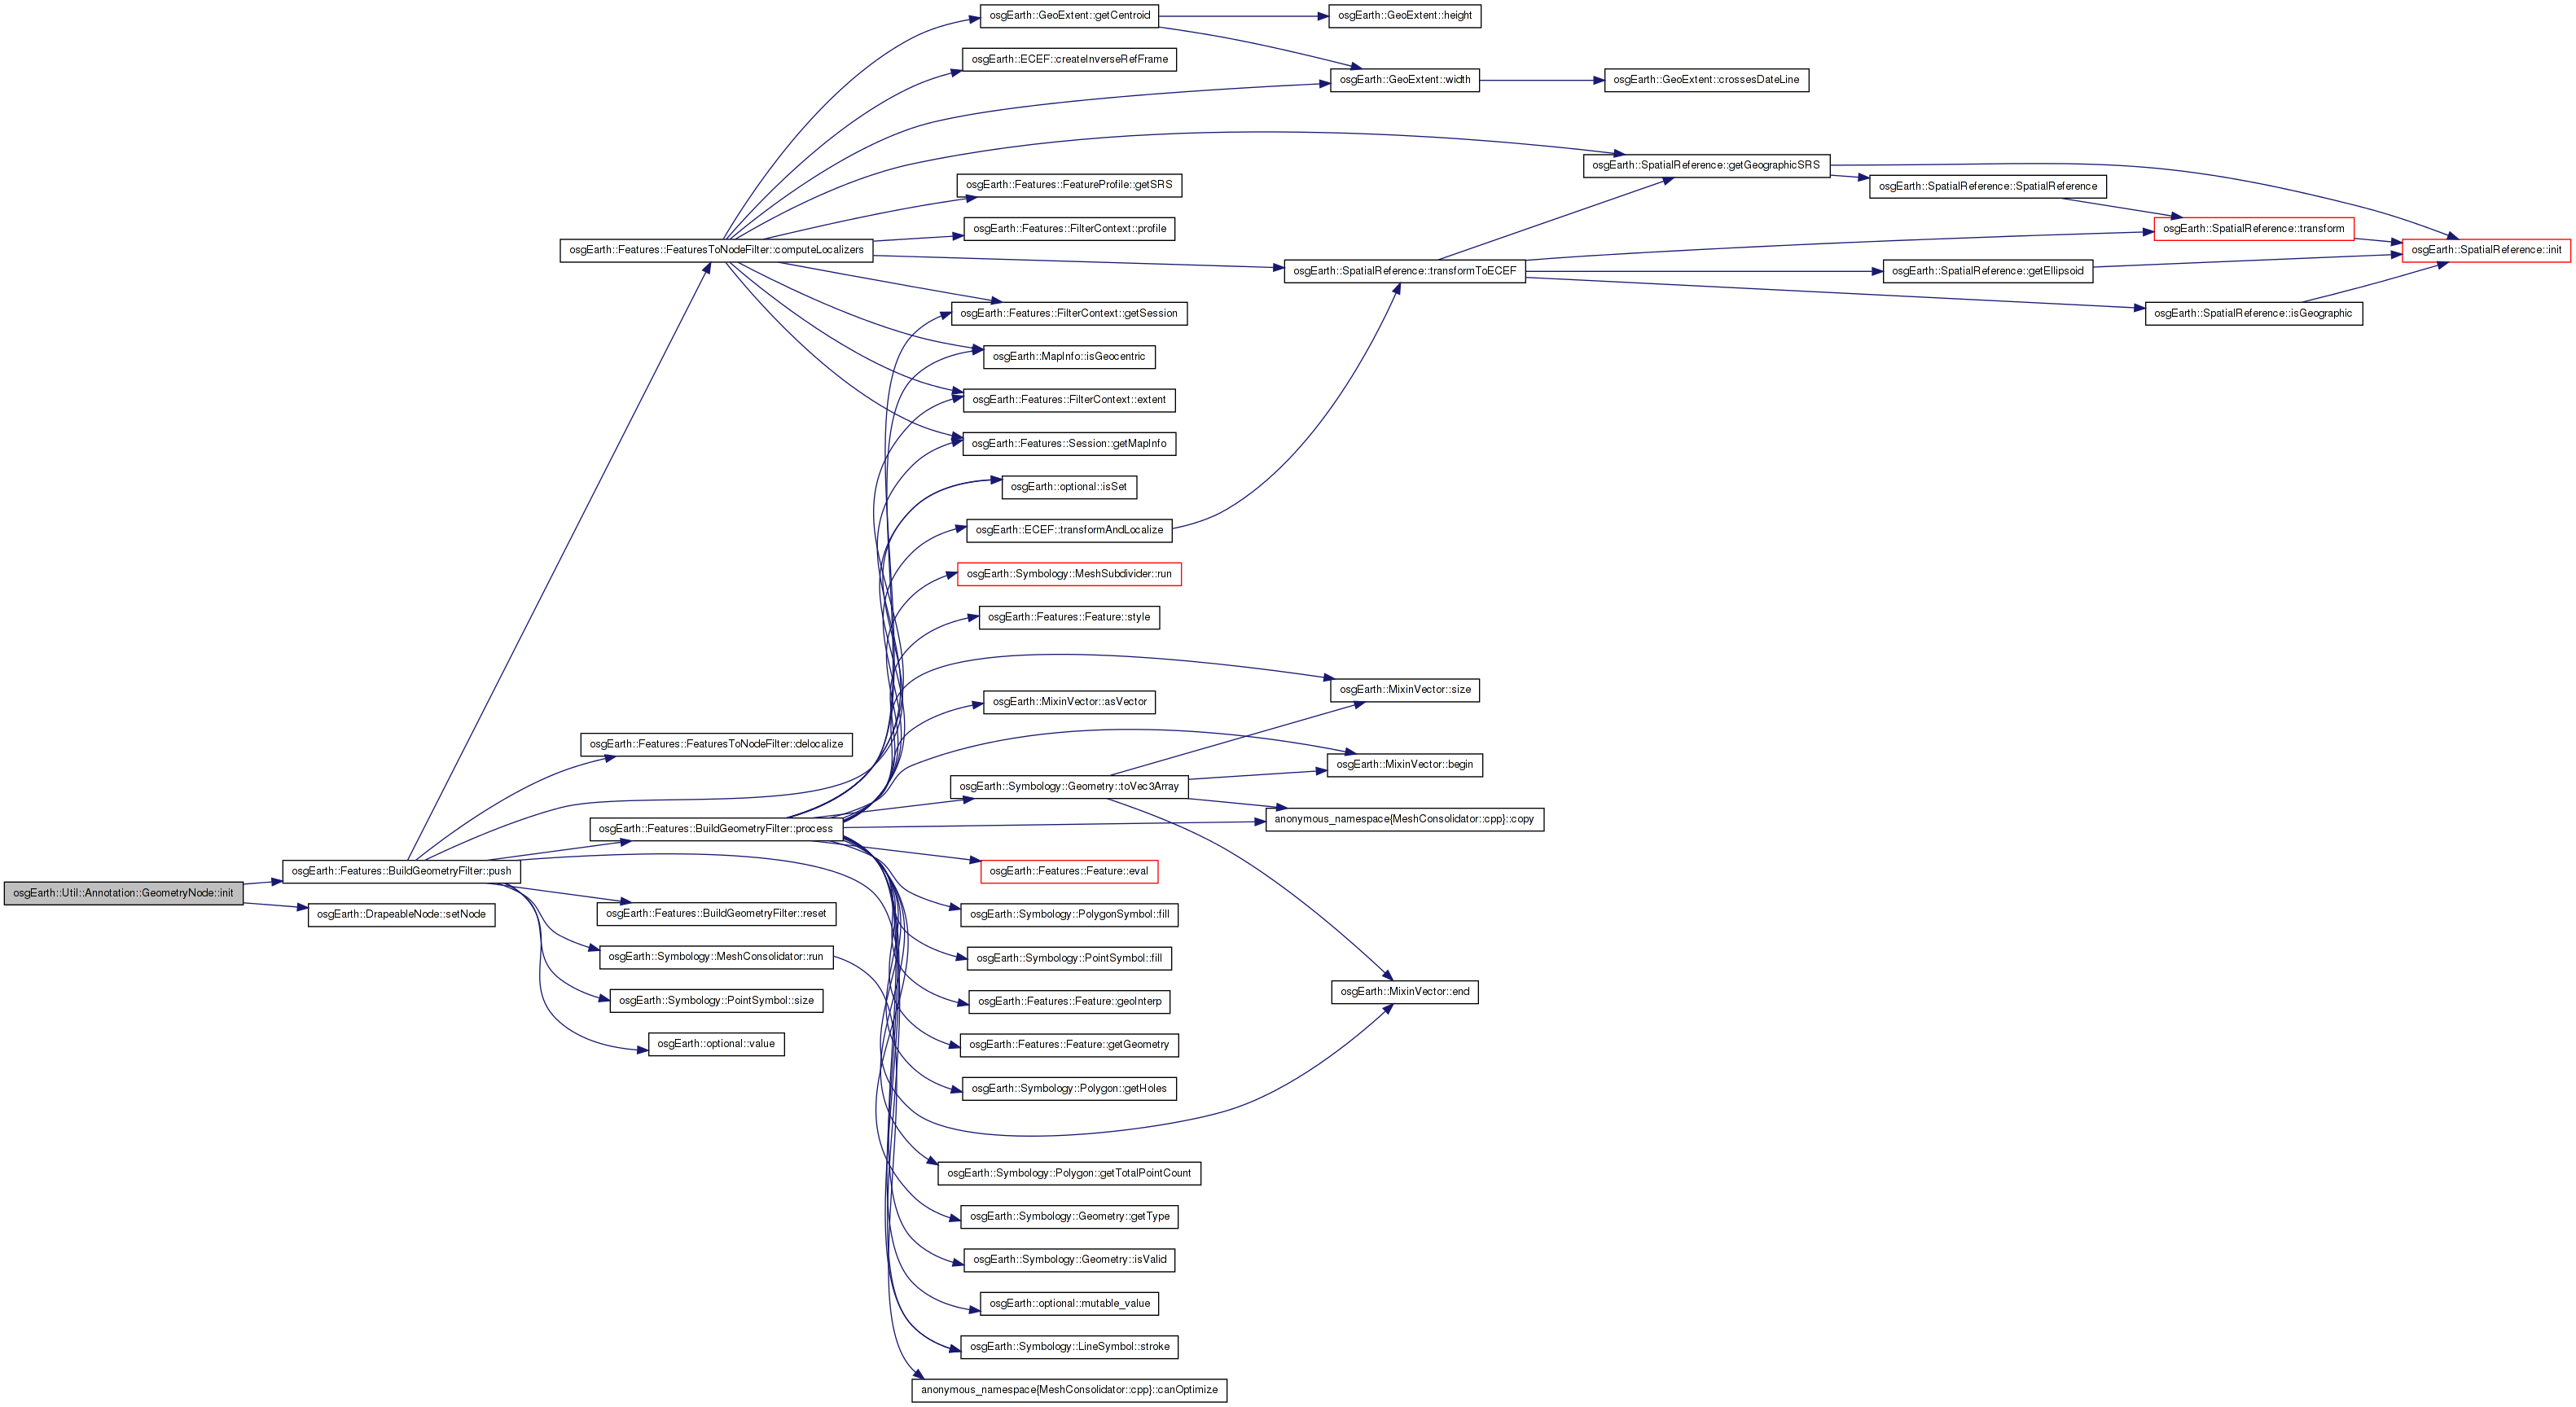 osgEarth::GeoExtent::getCentroid
osgEarth::GeoExtent::height
osgEarth::ECEF::createInverseRefFrame
osgEarth::GeoExtent::width
osgEarth::GeoExtent::crossesDateLine
osgEarth::SpatialReference::getGeographicSRS
osgEarth::Features::FeatureProfile::getSRS
osgEarth::SpatialReference::SpatialReference
osgEarth::Features::FilterContext::profile
osgEarth::SpatialReference::transform
osgEarth::Features::FeaturesToNodeFilter::computeLocalizers
osgEarth::SpatialReference::init
osgEarth::SpatialReference::transformToECEF
osgEarth::SpatialReference::getEllipsoid
osgEarth::Features::FilterContext::getSession
osgEarth::SpatialReference::isGeographic
osgEarth::MapInfo::isGeocentric
osgEarth::Features::FilterContext::extent
osgEarth::Features::Session::getMapInfo
osgEarth::optional::isSet
osgEarth::ECEF::transformAndLocalize
osgEarth::Symbology::MeshSubdivider::run
osgEarth::Features::Feature::style
osgEarth::MixinVector::size
osgEarth::MixinVector::asVector
osgEarth::Features::FeaturesToNodeFilter::delocalize
osgEarth::MixinVector::begin
osgEarth::Symbology::Geometry::toVec3Array
anonymous_namespace{MeshConsolidator::cpp}::copy
osgEarth::Features::BuildGeometryFilter::process
osgEarth::Features::BuildGeometryFilter::push
osgEarth::Features::Feature::eval
osgEarth::Util::Annotation::GeometryNode::init
osgEarth::DrapeableNode::setNode
osgEarth::Features::BuildGeometryFilter::reset
osgEarth::Symbology::PolygonSymbol::fill
osgEarth::Symbology::MeshConsolidator::run
osgEarth::Symbology::PointSymbol::fill
osgEarth::MixinVector::end
osgEarth::Symbology::PointSymbol::size
osgEarth::Features::Feature::geoInterp
osgEarth::optional::value
osgEarth::Features::Feature::getGeometry
osgEarth::Symbology::Polygon::getHoles
osgEarth::Symbology::Polygon::getTotalPointCount
osgEarth::Symbology::Geometry::getType
osgEarth::Symbology::Geometry::isValid
osgEarth::optional::mutable_value
osgEarth::Symbology::LineSymbol::stroke
anonymous_namespace{MeshConsolidator::cpp}::canOptimize